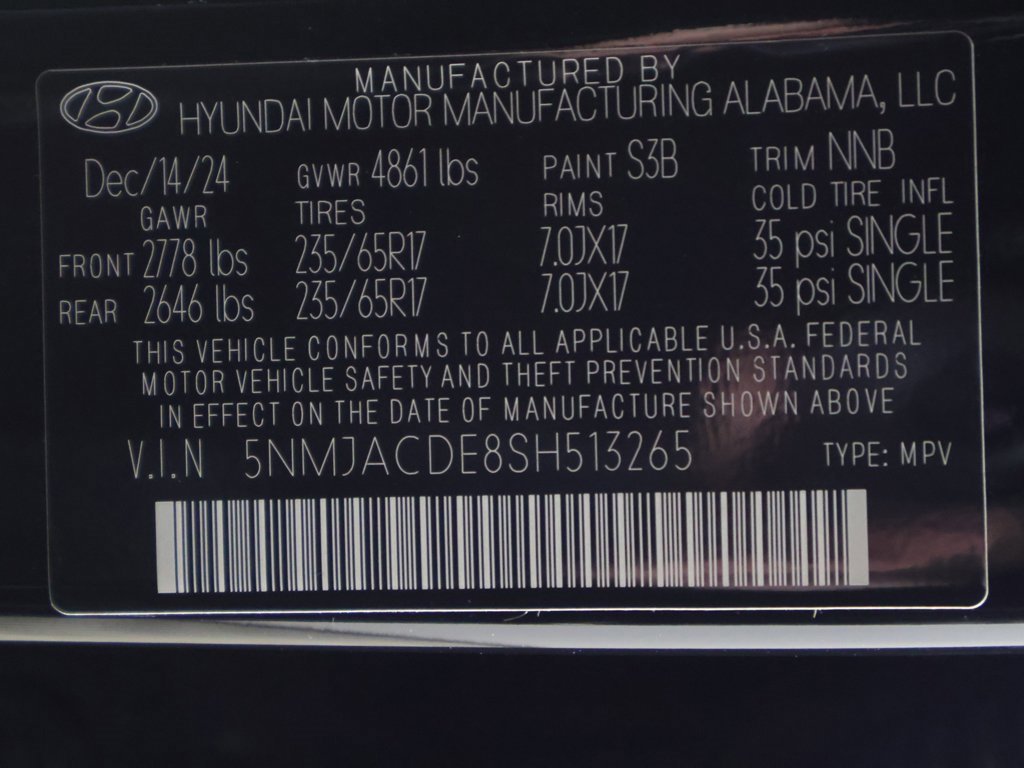 MANUFACTURED BY
HYUNDAI MOTOR MANUFACTURING ALABAMA, LLC
Dec/14/24 GVWR 4861 lbs PAINT S3B TRIM NNB
GAWR TIRES RIMS COLD TIRE INFL
FRONT 2778 lbs 235/65R17 7.0JX17 35 psi SINGLE
REAR 2646 lbs 235/65R17 7.0JX17 35 psi SINGLE
THIS VEHICLE CONFORMS TO ALL APPLICABLE U.S.A. FEDERAL
MOTOR VEHICLE SAFETY AND THEFT PREVENTION STANDARDS
IN EFFECT ON THE DATE OF MANUFACTURE SHOWN ABOVE
V.I.N 5NMJACDE8SH513265 TYPE: MPV